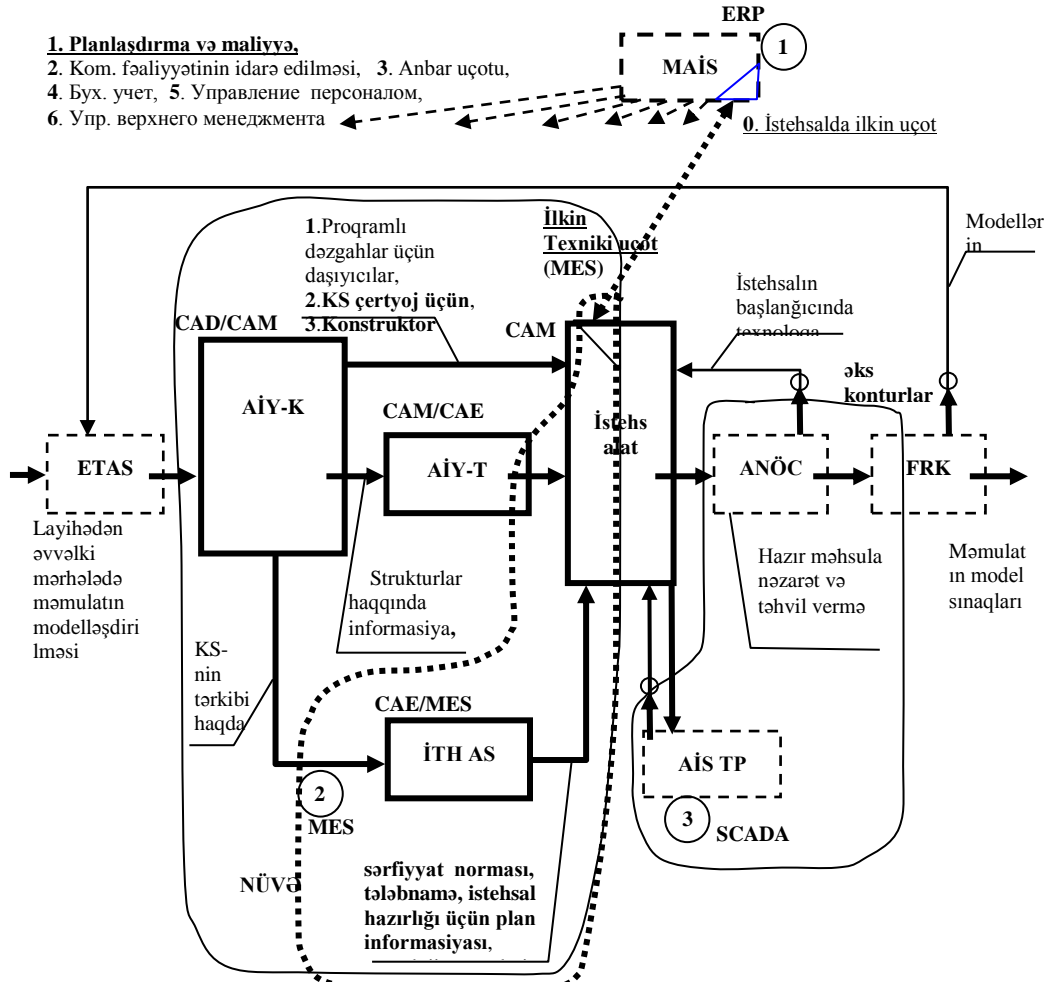 ERP
1. Planlaşdırma və maliyyə,
2. Kom. fəaliyyətinin idarə edilməsi, 3. Anbar uçotu,
4. Бух. учет, 5. Управление персоналом,
6. Упр. верхнего менеджмента
MAİS
1
0. İstehsalda ilkin uçot
1.Proqramlı
dəzgahlar üçün
daşıyıcılar,
2.KS çertyoj üçün,
3.Konstruktor
İlkin
Texniki uçot
(MES)
Modellər
in
İstehsalın
başlanğıcında
texnoloqa
CAD/CAM
CAM
AİY-K
CAM/CAE
əks
konturlar
ETAS
AİY-T
İstehs
alat
ANÖC
FRK
Layihədən
əvvəlki
mərhələdə
məmulatın
modelləşdiri
lməsi
Strukturlar
haqqında
informasiya,
Hazır məhsula
nəzarət və
təhvil vermə
Məmulat
ın model
sınaqları
KS-
nin
tərkibi
haqda
CAE/MES
İTH AS
AİS TP
2
MES
3
SCADA
NÜVƏ
sərfiyyat norması,
tələbnamə, istehsal
hazırlığı üçün plan
informasiyası,